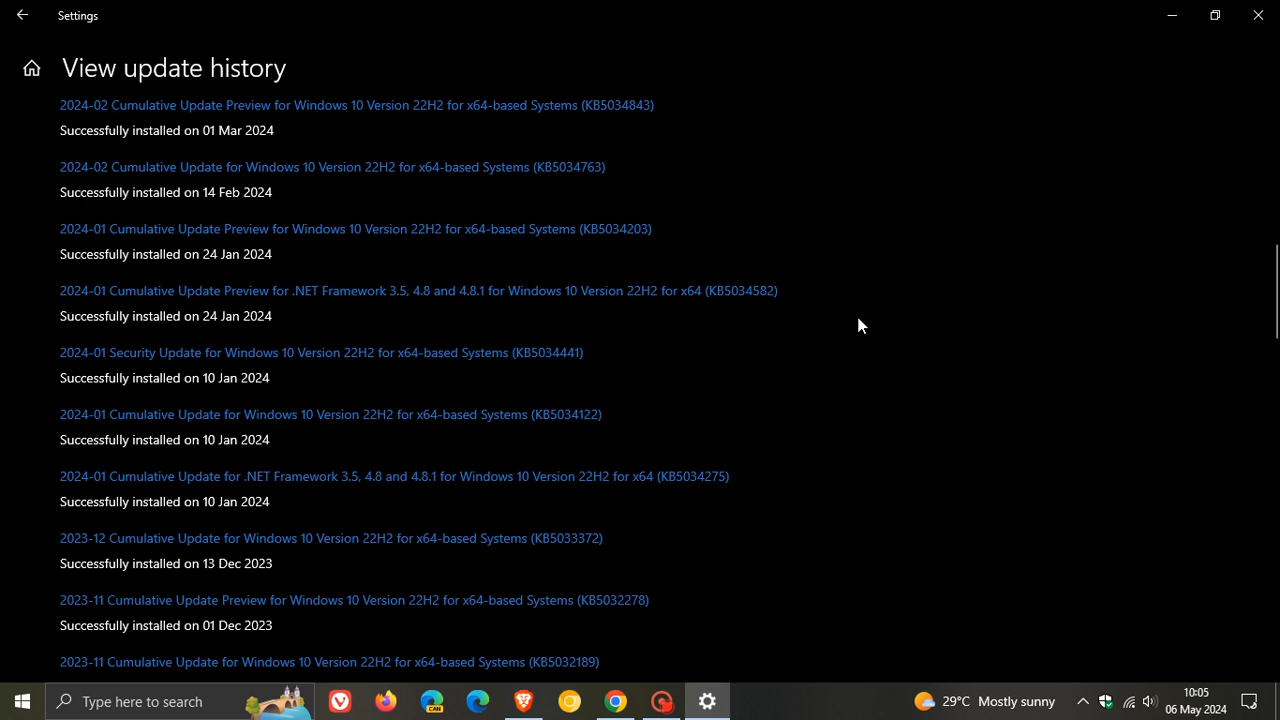 Settings
View update history
2024-02 Cumulative Update Preview for Windows 10 Version 22H2 for x64-based Systems (KB5034843)
Successfully installed on 01 Mar 2024
2024-02 Cumulative Update for Windows 10 Version 22H2 for x64-based Systems (KB5034763)
Successfully installed on 14 Feb 2024
2024-01 Cumulative Update Preview for Windows 10 Version 22H2 for x64-based Systems (KB5034203)
Successfully installed on 24 Jan 2024
2024-01 Cumulative Update Preview for .NET Framework 3.5, 4.8 and 4.8.1 for Windows 10 Version 22H2 for x64 (KB5034582)
Successfully installed on 24 Jan 2024
2024-01 Security Update for Windows 10 Version 22H2 for x64-based Systems (KB5034441)
Successfully installed on 10 Jan 2024
2024-01 Cumulative Update for Windows 10 Version 22H2 for x64-based Systems (KB5034122)
Successfully installed on 10 Jan 2024
2024-01 Cumulative Update for .NET Framework 3.5, 4.8 and 4.8.1 for Windows 10 Version 22H2 for x64 (KB5034275)
Successfully installed on 10 Jan 2024
2023-12 Cumulative Update for Windows 10 Version 22H2 for x64-based Systems (KB5033372)
Successfully installed on 13 Dec 2023
2023-11 Cumulative Update Preview for Windows 10 Version 22H2 for x64-based Systems (KB5032278)
Successfully installed on 01 Dec 2023
2023-11 Cumulative Update for Windows 10 Version 22H2 for x64-based Systems (KB5032189)
Type here to search
CAN
29°C Mostly sunny
10:05
06 May 2024